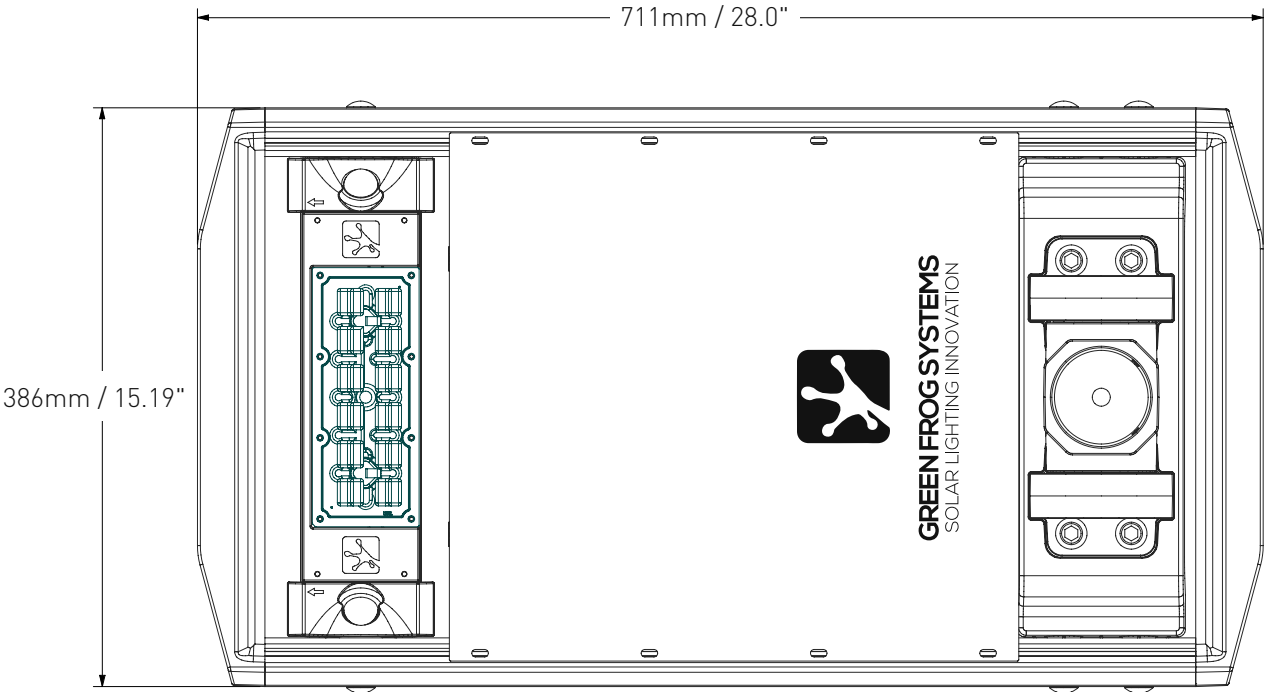 711mm / 28.0"
386mm / 15.19"
GREEN FROG SYSTEMS
SOLAR LIGHTING INNOVATION